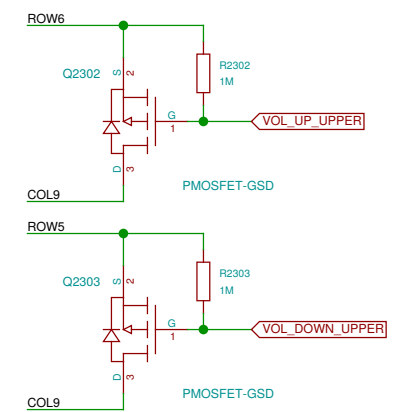 ROW6
Q2302
S
2
R2302
1M
G
1
VOL_UP_UPPER
D
3
PMOSFET-GSD
COL9
ROW5
Q2303
S
2
R2303
1M
G
1
VOL_DOWN_UPPER
D
3
PMOSFET-GSD
COL9